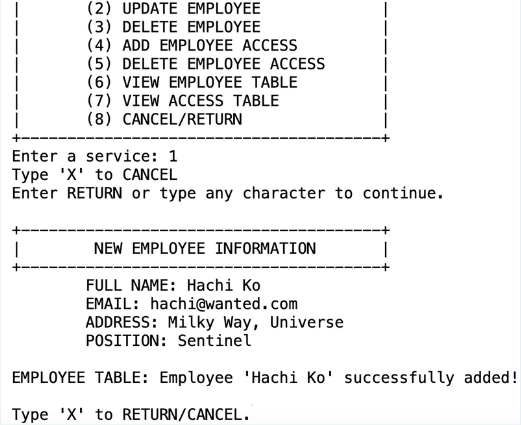 |       (2) UPDATE EMPLOYEE             |
|       (3) DELETE EMPLOYEE             |
|       (4) ADD EMPLOYEE ACCESS         |
|       (5) DELETE EMPLOYEE ACCESS      |
|       (6) VIEW EMPLOYEE TABLE         |
|       (7) VIEW ACCESS TABLE           |
|       (8) CANCEL/RETURN               |
+---------------------------------------+
Enter a service: 1
Type 'X' to CANCEL
Enter RETURN or type any character to continue.

+---------------------------------------+
|        NEW EMPLOYEE INFORMATION       |
+---------------------------------------+
        FULL NAME: Hachi Ko
        EMAIL: hachi@wanted.com
        ADDRESS: Milky Way, Universe
        POSITION: Sentinel

EMPLOYEE TABLE: Employee 'Hachi Ko' successfully added!

Type 'X' to RETURN/CANCEL.